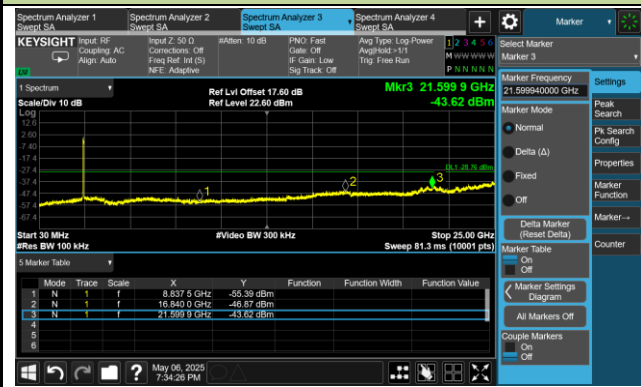 Spectrum Analyzer 1
Swept SA
Spectrum Analyzer 2
Swept SA
Spectrum Analyzer 3
Swept SA
Spectrum Analyzer 4
Swept SA
Marker
KEYSIGHT
Input: RF
Coupling: AC
Align: Auto
Input Z: 50 Ω
Corrections: Off
Freq Ref: Int (S)
NFE: Adaptive
#Atten: 10 dB
PNO: Fast
Gate: Off
IF Gain: Low
Sig Track: Off
Avg Type: Log-Power
Avg|Hold:>1/1
Trig: Free Run
1 2 3 4 5 6
M W W W W W
P N N N N N
Select Marker
Marker 3
1 Spectrum
Scale/Div 10 dB
Log
Ref Lvl Offset 17.60 dB
Ref Level 22.60 dBm
Mkr3 21.599 9 GHz
-43.62 dBm
12.6
2.60
-7.40
-17.4
-27.4
-37.4
-47.4
-57.4
-67.4
DL1 -28.76 dBm
1
2
3
Start 30 MHz
#Res BW 100 kHz
#Video BW 300 kHz
Stop 25.00 GHz
Sweep 81.3 ms (10001 pts)
5 Marker Table
Mode Trace Scale X Y Function Function Width Function Value
1 N 1 f 8.837 5 GHz -55.39 dBm
2 N 1 f 16.840 0 GHz -46.87 dBm
3 N 1 f 21.599 9 GHz -43.62 dBm
4
5
6
Marker Frequency
21.599940000 GHz
Marker Mode
Normal
Delta (Δ)
Fixed
Off
Delta Marker
(Reset Delta)
Marker Table
On
Off
Marker Settings
Diagram
All Markers Off
Couple Markers
On
Off
Settings
Peak
Search
Pk Search
Config
Properties
Marker
Function
Marker→
Counter
May 06, 2025
7:34:26 PM